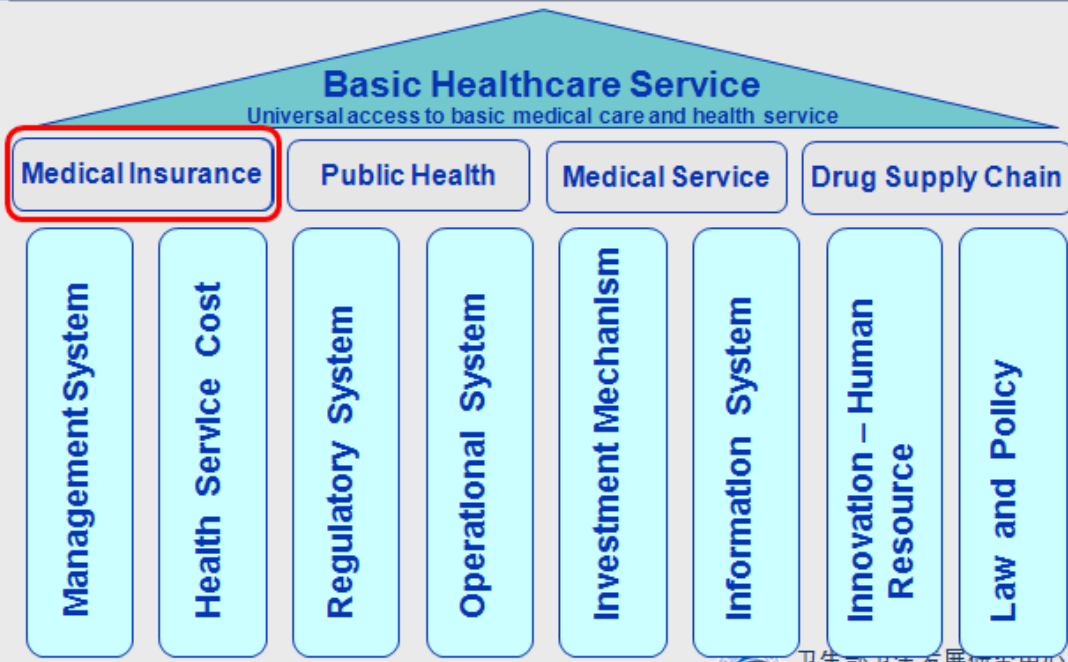 Basic Healthcare Service
Universal access to basic medical care and health service
Medical Insurance
Public Health
Medical Service
Drug Supply Chain
Management System
Health Service Cost
Regulatory System
Operational System
Investment Mechanism
Information System
Innovation – Human
Resource
Law and Policy